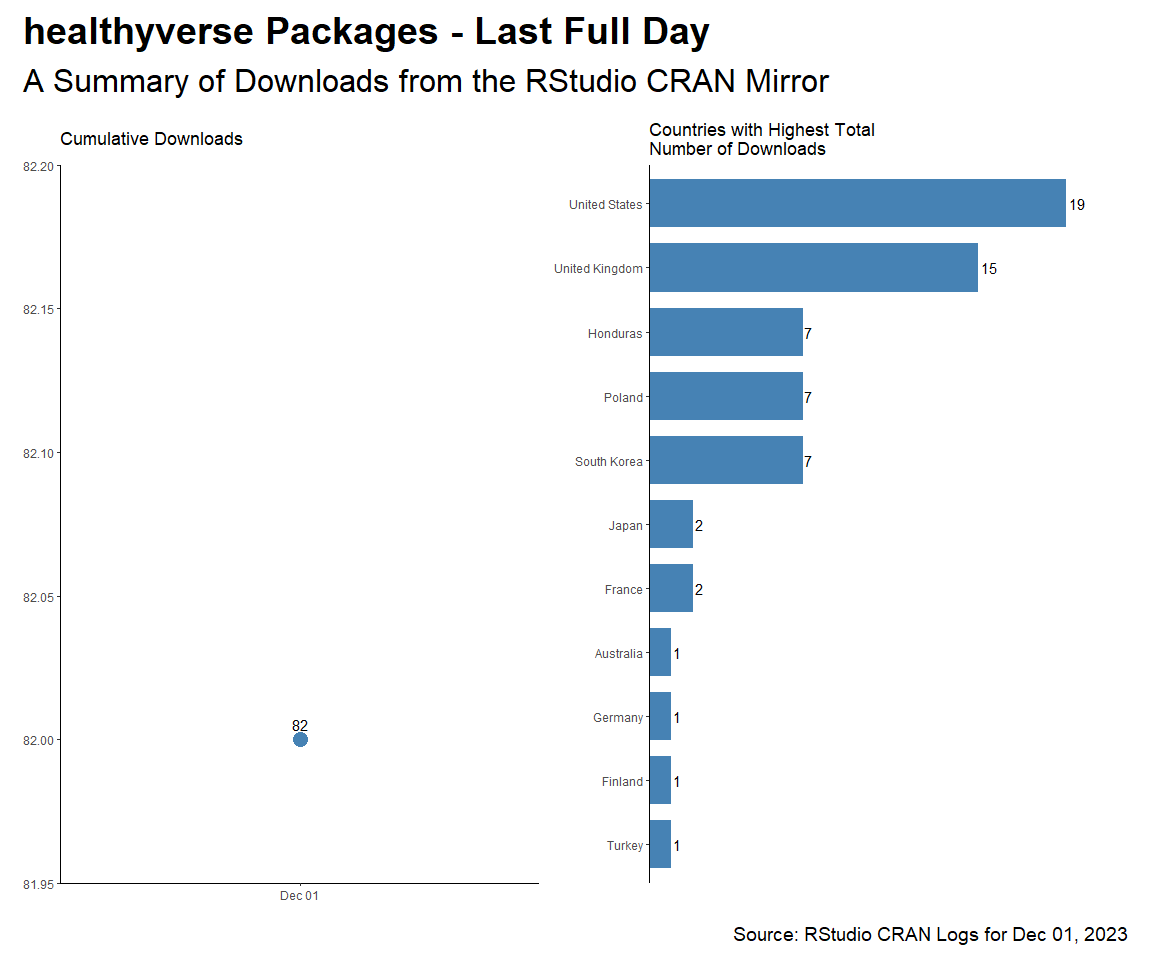 healthyverse Packages - Last Full Day
A Summary of Downloads from the RStudio CRAN Mirror
Cumulative Downloads
82.20
82.15
82.10
82.05
82.00
81.95
82
Dec 01
Countries with Highest Total
Number of Downloads
United States 19
United Kingdom 15
Honduras 7
Poland 7
South Korea 7
Japan 2
France 2
Australia 1
Germany 1
Finland 1
Turkey 1
Source: RStudio CRAN Logs for Dec 01, 2023